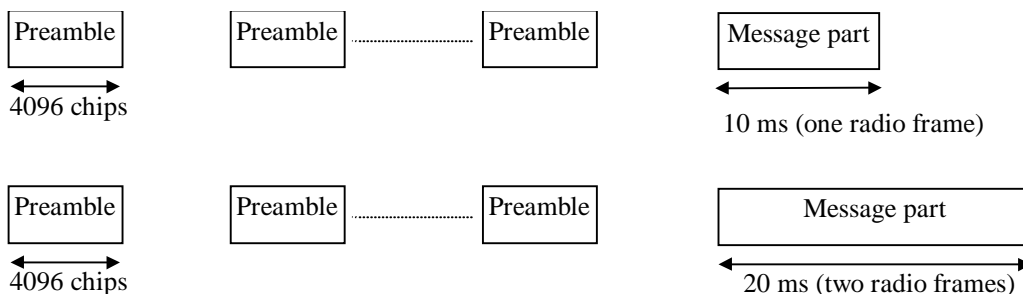 Preamble Preamble Preamble Message part
4096 chips
10 ms (one radio frame)
Preamble Preamble Preamble Message part
4096 chips 20 ms (two radio frames)